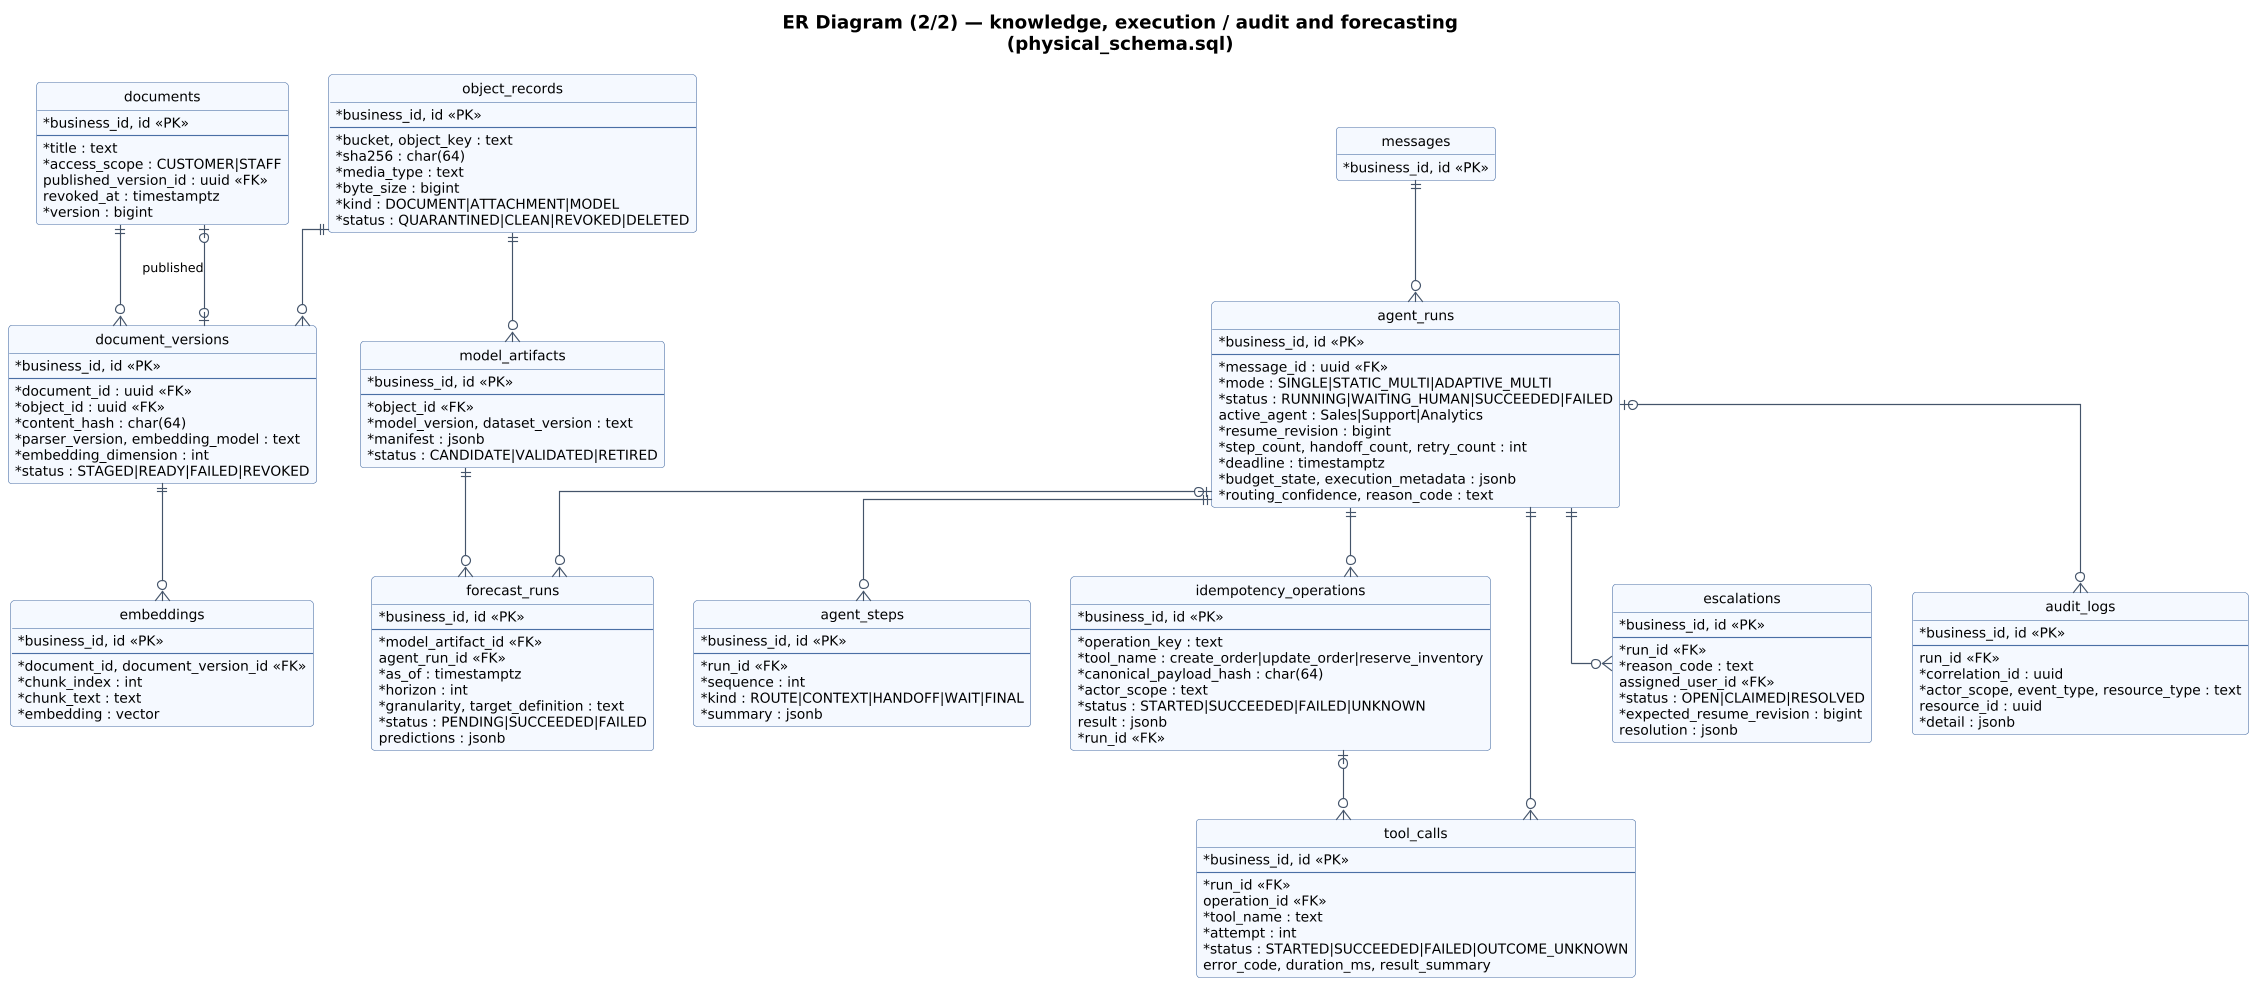 ER Diagram (2/2) — knowledge, execution / audit and forecasting
(physical_schema.sql)
documents
*business_id, id «PK»
*title : text
*access_scope : CUSTOMER|STAFF
published_version_id : uuid «FK»
revoked_at : timestamptz
*version : bigint
object_records
*business_id, id «PK»
*bucket, object_key : text
*sha256 : char(64)
*media_type : text
*byte_size : bigint
*kind : DOCUMENT|ATTACHMENT|MODEL
*status : QUARANTINED|CLEAN|REVOKED|DELETED
messages
*business_id, id «PK»
published
document_versions
*business_id, id «PK»
*document_id : uuid «FK»
*object_id : uuid «FK»
*content_hash : char(64)
*parser_version, embedding_model : text
*embedding_dimension : int
*status : STAGED|READY|FAILED|REVOKED
model_artifacts
*business_id, id «PK»
*object_id «FK»
*model_version, dataset_version : text
*manifest : jsonb
*status : CANDIDATE|VALIDATED|RETIRED
agent_runs
*business_id, id «PK»
*message_id : uuid «FK»
*mode : SINGLE|STATIC_MULTI|ADAPTIVE_MULTI
*status : RUNNING|WAITING_HUMAN|SUCCEEDED|FAILED
active_agent : Sales|Support|Analytics
*resume_revision : bigint
*step_count, handoff_count, retry_count : int
*deadline : timestamptz
*budget_state, execution_metadata : jsonb
*routing_confidence, reason_code : text
embeddings
*business_id, id «PK»
*document_id, document_version_id «FK»
*chunk_index : int
*chunk_text : text
*embedding : vector
forecast_runs
*business_id, id «PK»
*model_artifact_id «FK»
agent_run_id «FK»
*as_of : timestamptz
*horizon : int
*granularity, target_definition : text
*status : PENDING|SUCCEEDED|FAILED
predictions : jsonb
agent_steps
*business_id, id «PK»
*run_id «FK»
*sequence : int
*kind : ROUTE|CONTEXT|HANDOFF|WAIT|FINAL
*summary : jsonb
idempotency_operations
*business_id, id «PK»
*operation_key : text
*tool_name : create_order|update_order|reserve_inventory
*canonical_payload_hash : char(64)
*actor_scope : text
*status : STARTED|SUCCEEDED|FAILED|UNKNOWN
result : jsonb
*run_id «FK»
escalations
*business_id, id «PK»
*run_id «FK»
*reason_code : text
assigned_user_id «FK»
*status : OPEN|CLAIMED|RESOLVED
*expected_resume_revision : bigint
resolution : jsonb
audit_logs
*business_id, id «PK»
run_id «FK»
*correlation_id : uuid
*actor_scope, event_type, resource_type : text
resource_id : uuid
*detail : jsonb
tool_calls
*business_id, id «PK»
*run_id «FK»
operation_id «FK»
*tool_name : text
*attempt : int
*status : STARTED|SUCCEEDED|FAILED|OUTCOME_UNKNOWN
error_code, duration_ms, result_summary